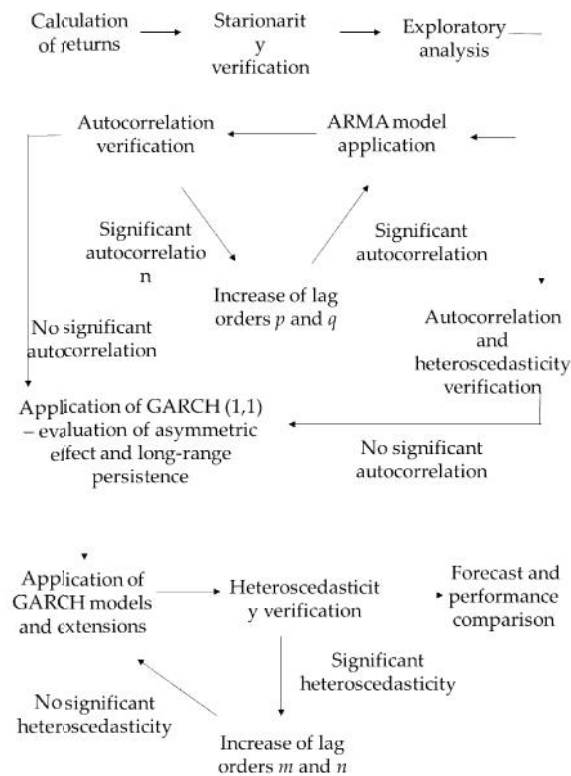 Calculation
of returns
Starionarit
y
verification
Exploratory
analysis
Autocorrelation
verification
ARMA model
application
Significant
autocorrelatio
n
Significant
autocorrelation
Increase of lag
orders p and q
No significant
autocorrelation
Autocorrelation
and
heteroscedasticity
verification
Application of GARCH (1,1)
– evaluation of asymmetric
effect and long-range
persistence
No significant
autocorrelation
Application of
GARCH models
and extensions
Heteroscedasticit
y verification
Forecast and
performance
comparison
No significant
heteroscedasticity
Significant
heteroscedasticity
Increase of lag
orders m and n